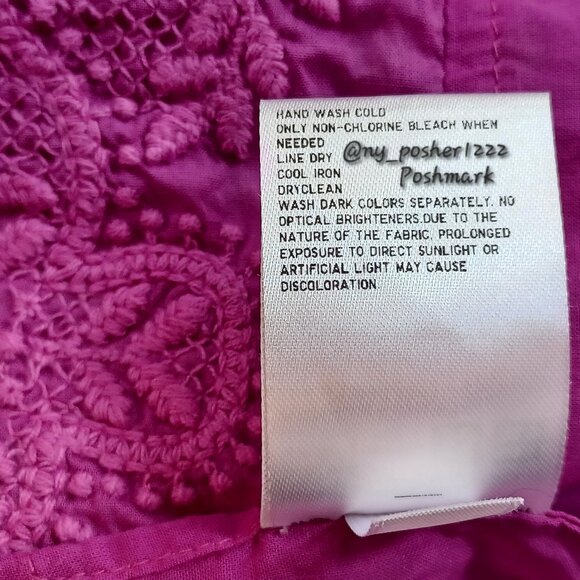 HAND WASH COLD
ONLY NON-CHLORINE BLEACH WHEN
NEEDED
LINE DRY @ny_posher1222
COOL IRON Poshmark
DRYCLEAN
WASH DARK COLORS SEPARATELY. NO
OPTICAL BRIGHTENERS.DUE TO THE
NATURE OF THE FABRIC, PROLONGED
EXPOSURE TO DIRECT SUNLIGHT OR
ARTIFICIAL LIGHT MAY CAUSE
DISCOLORATION